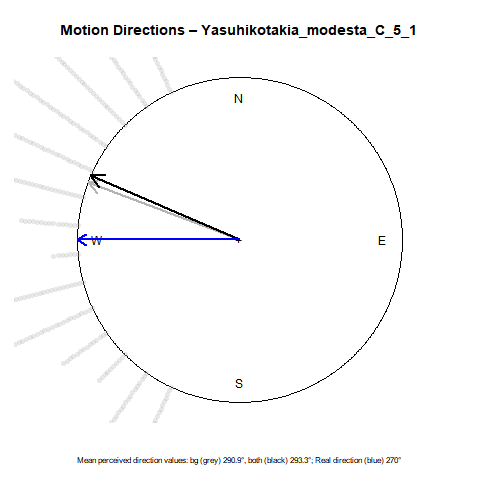 Motion Directions – Yasuhikotakia_modesta_C_5_1
N
W
E
S
Mean perceived direction values: bg (grey) 290.9°, both (black) 293.3°; Real direction (blue) 270°